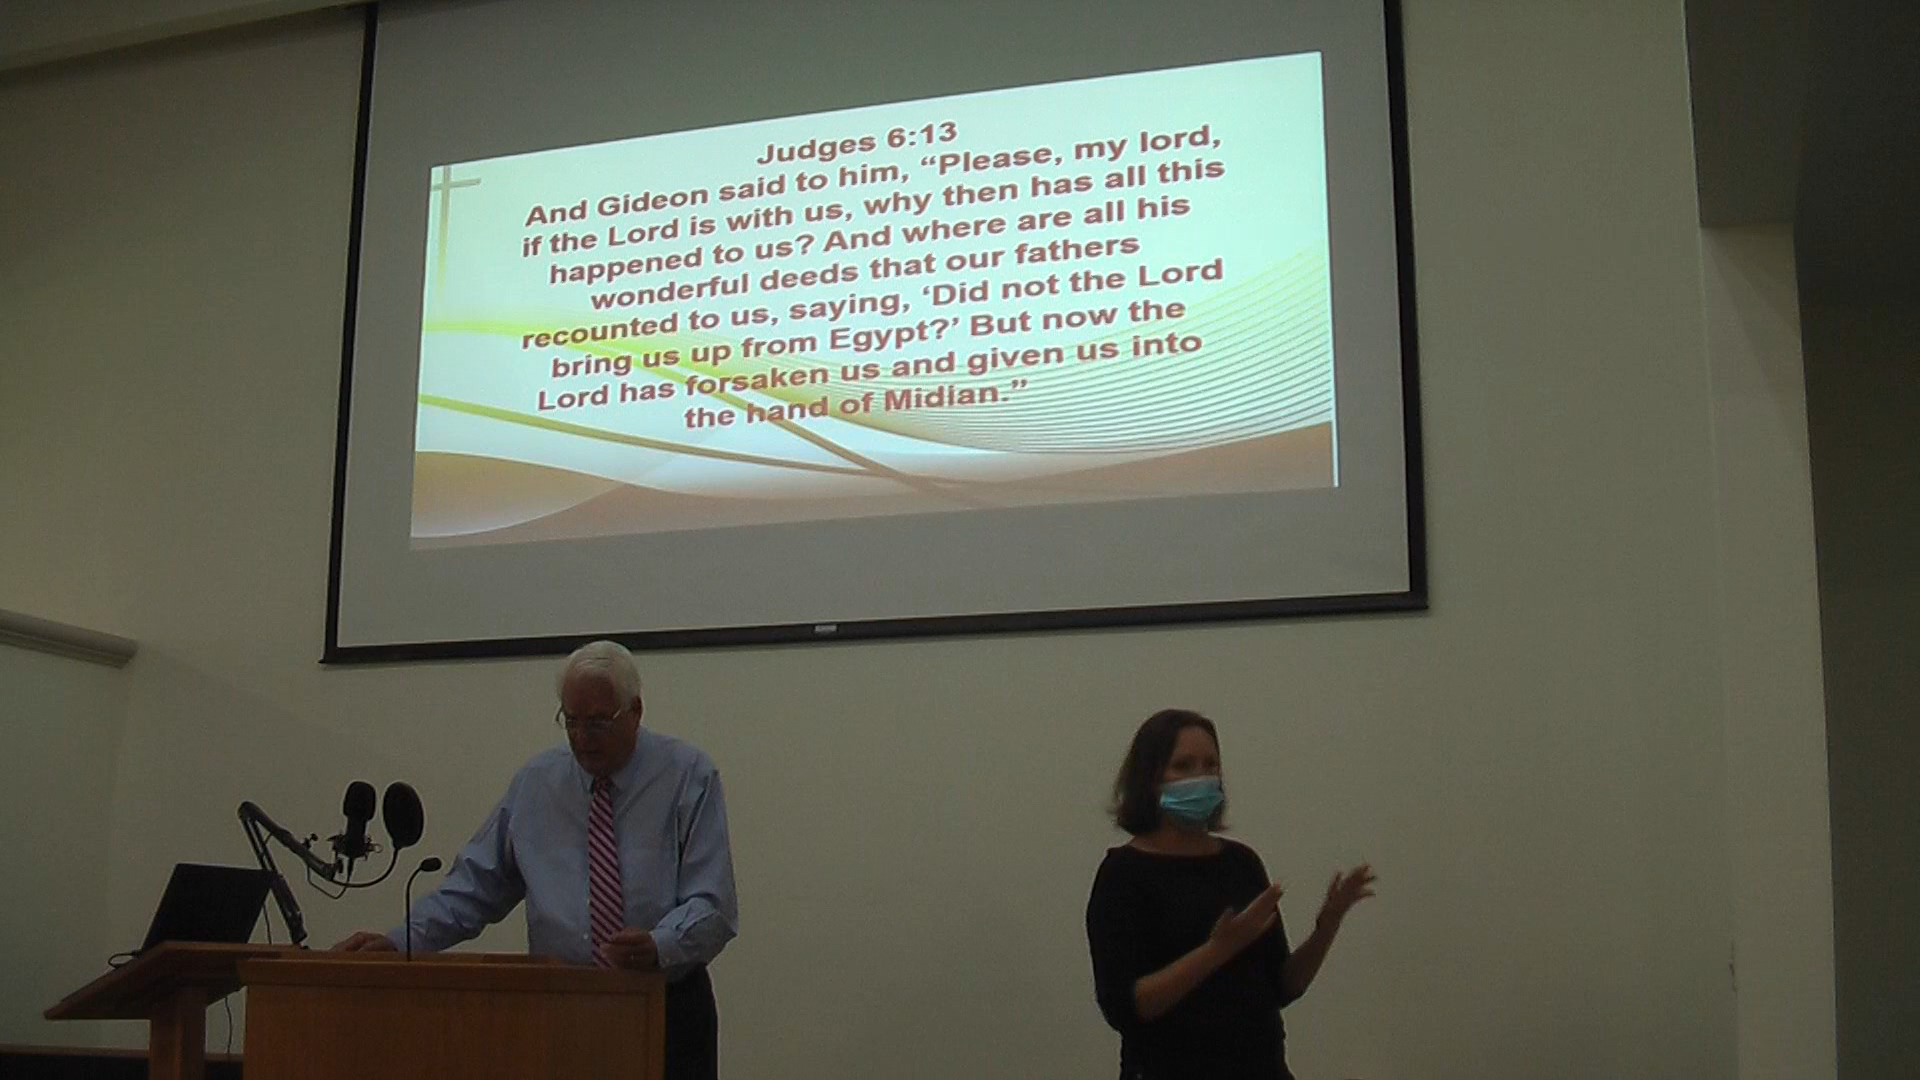 Judges 6:13
And Gideon said to him, “Please, my lord,
if the Lord is with us, why then has all this
happened to us? And where are all his
wonderful deeds that our fathers
recounted to us, saying, ‘Did not the Lord
bring us up from Egypt?’ But now the
Lord has forsaken us and given us into
the hand of Midian.”